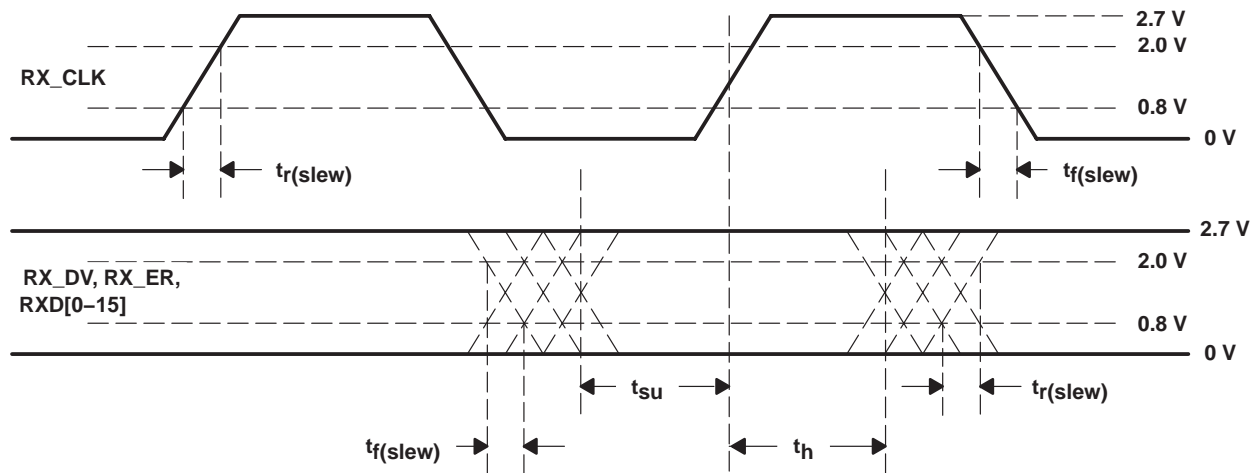 2.7 V
2.0 V
RX_CLK
0.8 V
0 V
tr(slew)
tf(slew)
2.7 V
RX_DV, RX_ER,
RXD[0–15]
2.0 V
0.8 V
0 V
tsu
tr(slew)
tf(slew)
th